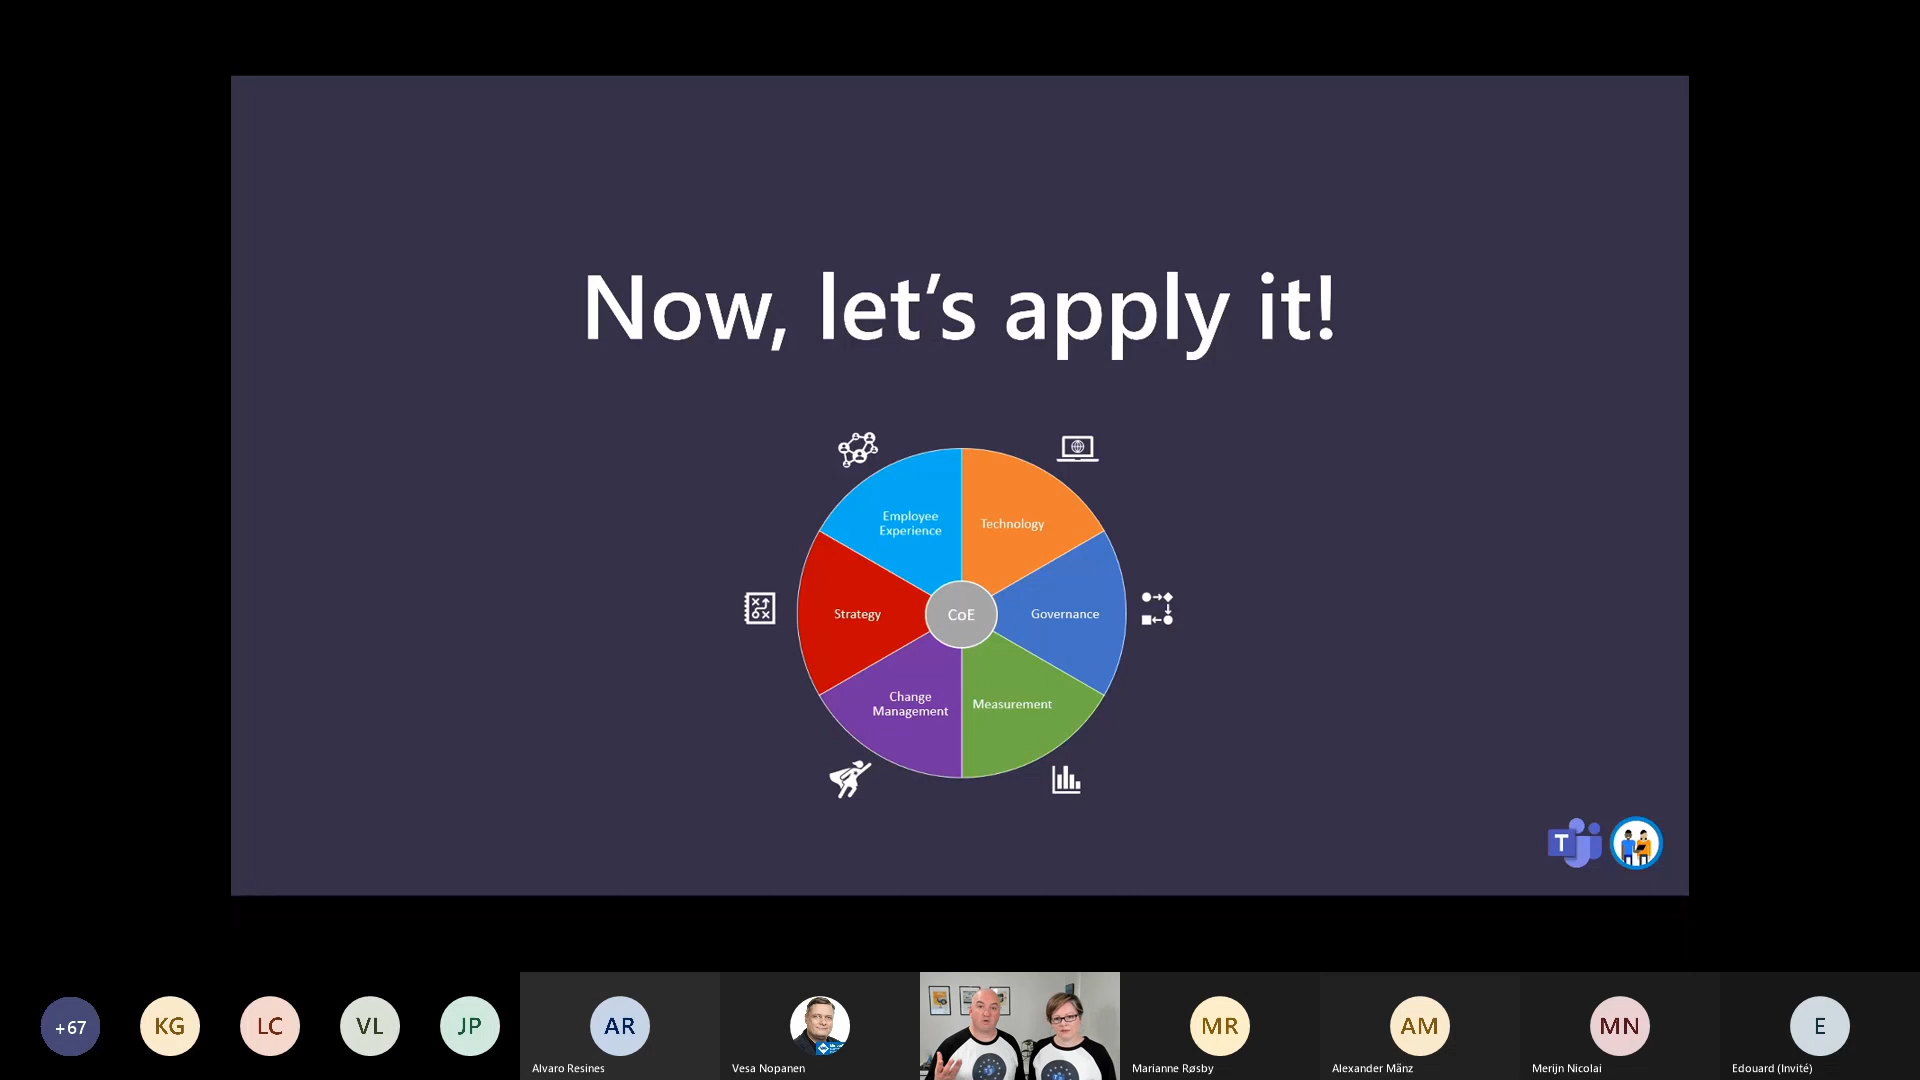 Now, let’s apply it!
Employee
Experience
Technology
Strategy
CoE
Governance
Change
Management
Measurement
T
+67
KG
LC
VL
JP
AR
MR
AM
MN
E
Alvaro Resines
Vesa Nopanen
Marianne Røsby
Alexander Mänz
Merijn Nicolai
Edouard (Invité)